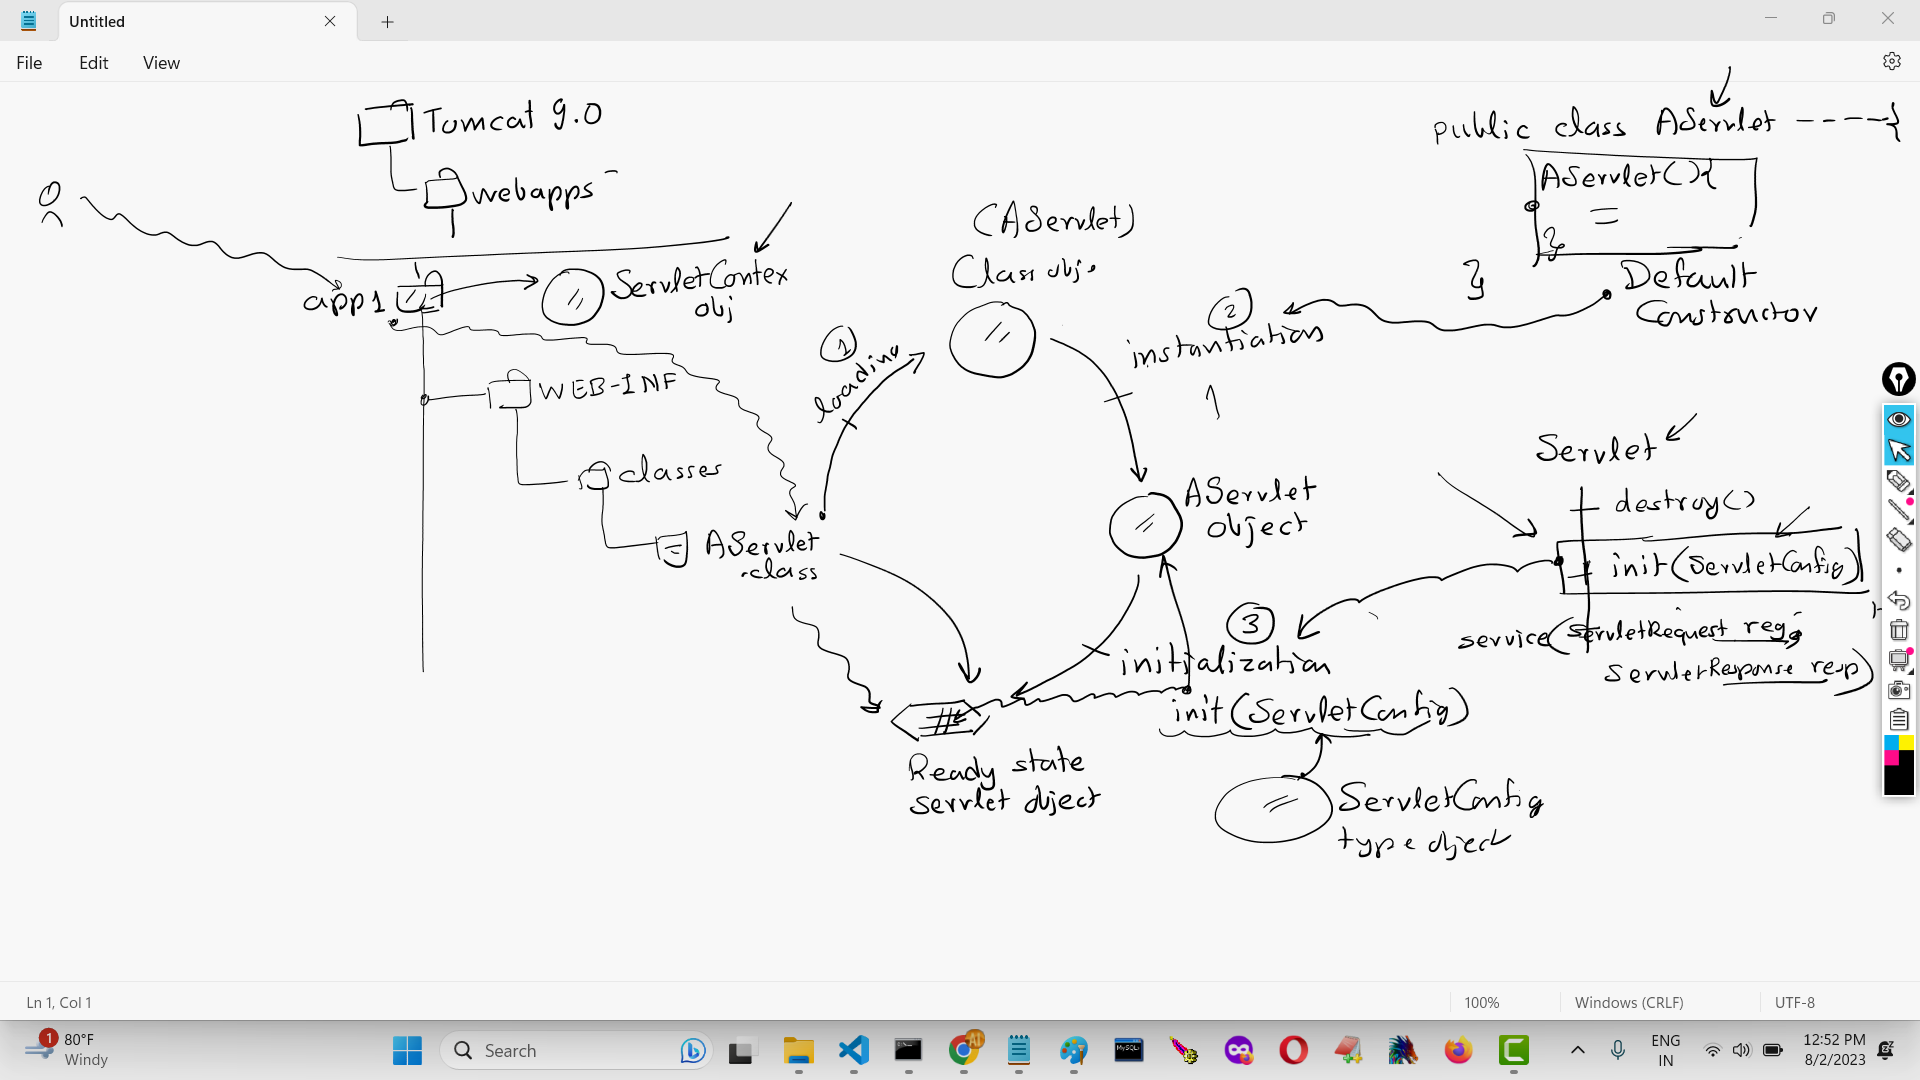 Untitled
File Edit View
Tomcat 9.0
webapps
app1
ServletContex
obj
WEB-INF
classes
AServlet
.class
(AServlet)
Class obj
1
loading
2
instantiation
1
AServlet
object
3
initialization
init(ServletConfig)
Ready state
servlet object
ServletConfig
type object
public class AServlet ----{
AServlet(){
}
}
Default
Constructor
Servlet
destroy()
init(ServletConfig)
service(ServletRequest req,
ServletResponse resp)
Ln 1, Col 1
100%
Windows (CRLF)
UTF-8
1
80°F
Windy
Search
MySQL
ENG
IN
12:52 PM
8/2/2023